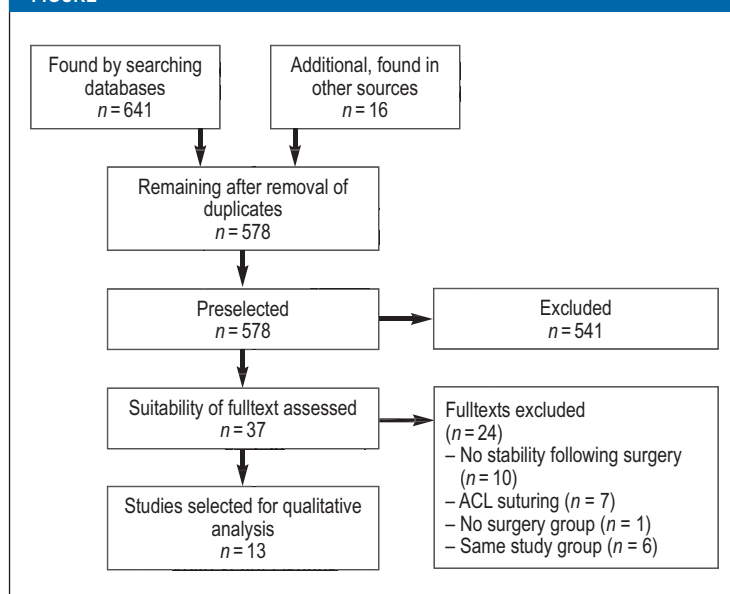 FIGURE
Found by searching
databases
n = 641
Additional, found in
other sources
n = 16
Remaining after removal of
duplicates
n = 578
Preselected
n = 578
Excluded
n = 541
Suitability of fulltext assessed
n = 37
Fulltexts excluded
(n = 24)
– No stability following surgery
(n = 10)
– ACL suturing (n = 7)
– No surgery group (n = 1)
– Same study group (n = 6)
Studies selected for qualitative
analysis
n = 13